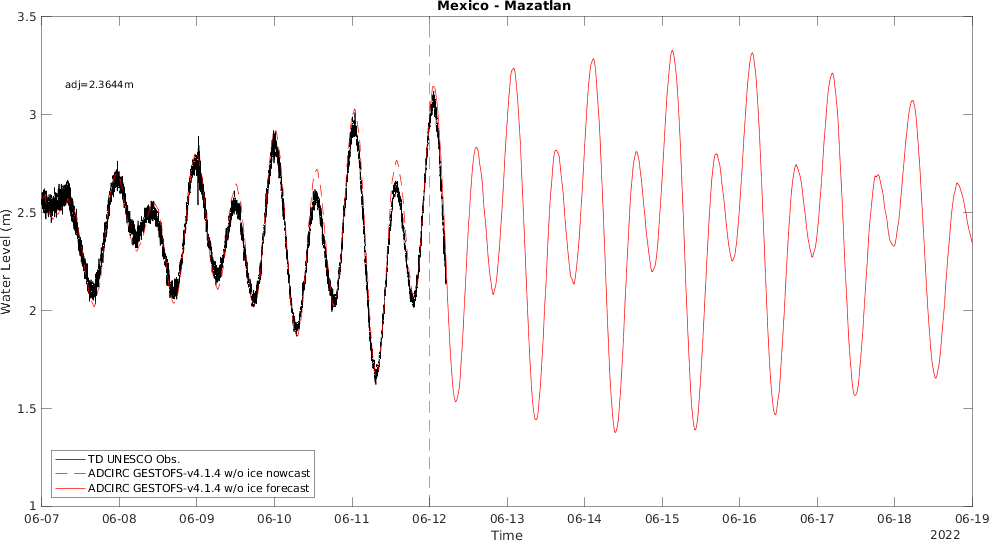 Mexico - Mazatlan
3.5
adj=2.3644m
3
2.5
Water Level (m)
2
1.5
TD UNESCO Obs.
ADCIRC GESTOFS-v4.1.4 w/o ice nowcast
ADCIRC GESTOFS-v4.1.4 w/o ice forecast
1
06-07 06-08 06-09 06-10 06-11 06-12 06-13 06-14 06-15 06-16 06-17 06-18 06-19
Time
2022